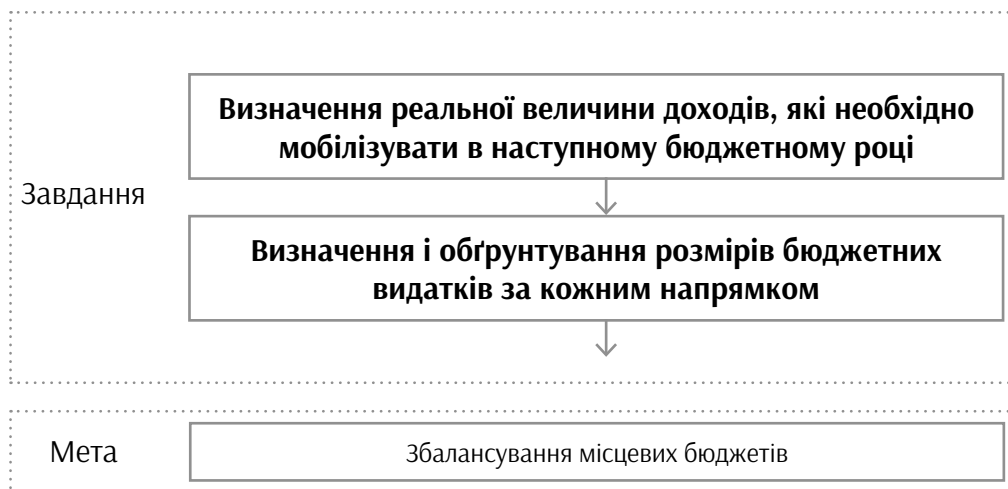 Визначення реальної величини доходів, які необхідно
мобілізувати в наступному бюджетному році
Завдання
Визначення і обґрунтування розмірів бюджетних
видатків за кожним напрямком
Мета
Збалансування місцевих бюджетів